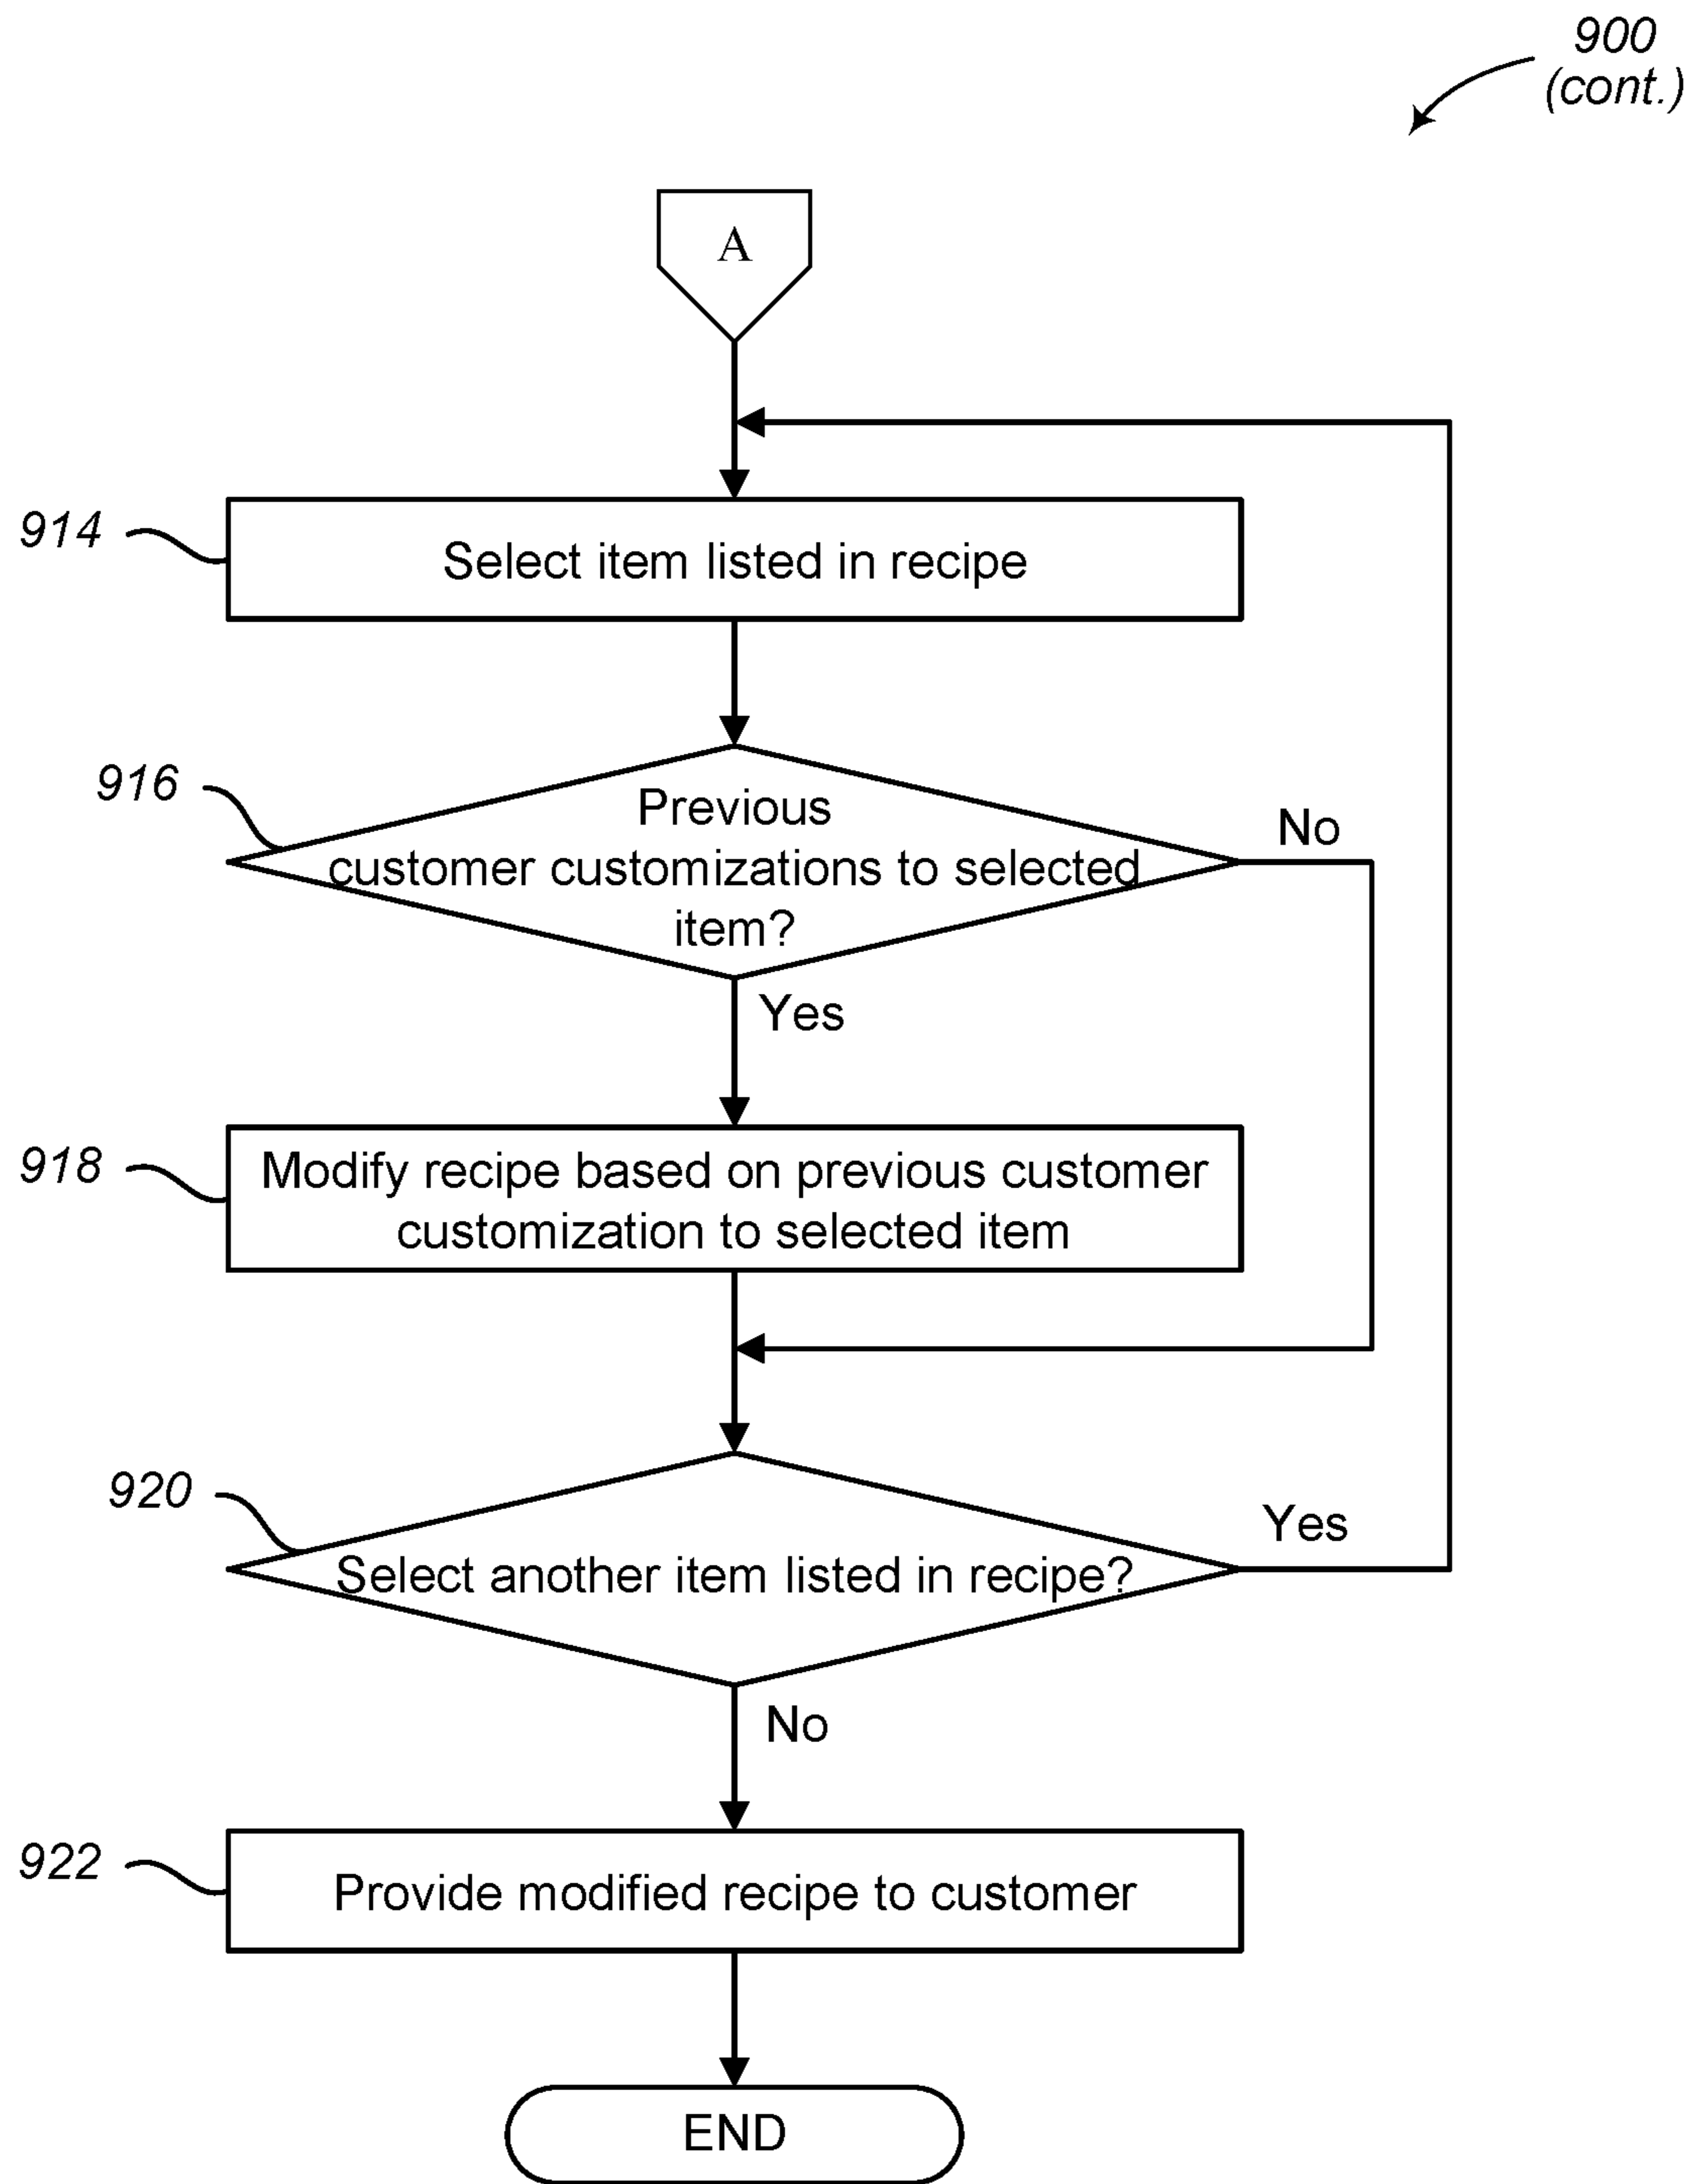 900
(cont.)
A
914
Select item listed in recipe
916
Previous
customer customizations to selected
item?
No
Yes
918
Modify recipe based on previous customer
customization to selected item
920
Select another item listed in recipe?
Yes
No
922
Provide modified recipe to customer
END